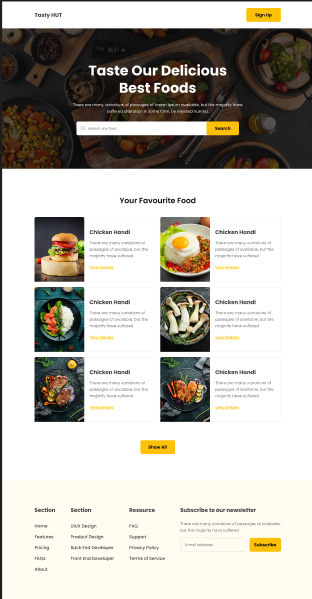 Tasty HUT
Sign Up
Taste Our Delicious
Best Foods
There are many variations of passages of Lorem Ipsum available, but the majority have
suffered alteration in some form, by injected humour.
Search any food
Search
Your Favourite Food
Chicken Handi
There are many variations of
passages of available, but the
majority have suffered
View Details
Chicken Handi
There are many variations of
passages of available, but the
majority have suffered
View Details
Chicken Handi
There are many variations of
passages of available, but the
majority have suffered
View Details
Chicken Handi
There are many variations of
passages of available, but the
majority have suffered
View Details
Chicken Handi
There are many variations of
passages of available, but the
majority have suffered
View Details
Chicken Handi
There are many variations of
passages of available, but the
majority have suffered
View Details
Show All
Section
Home
Features
Pricing
FAQs
About
Section
UI/UX Design
Product Design
Back End Developer
Front End Developer
Resource
FAQ
Support
Privacy Policy
Terms of Service
Subscribe to our newsletter
There are many variations of passages of available,
but the majority have suffered
Email address
Subscribe